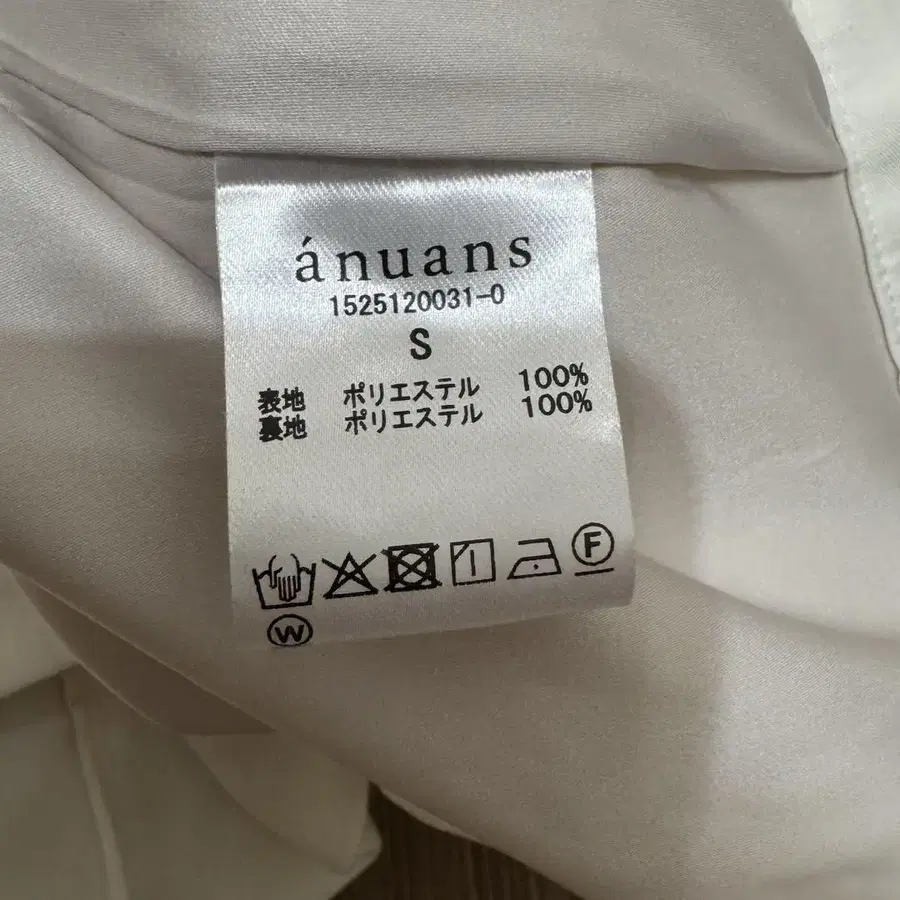 ánuans
1525120031-0
S
表地 ポリエステル 100%
裏地 ポリエステル 100%
F
W